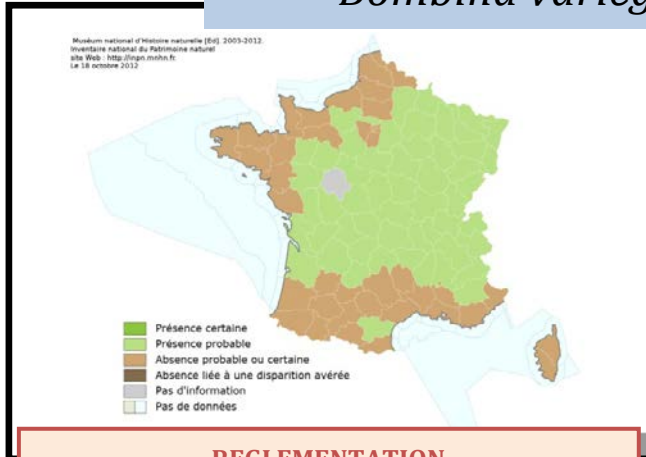 Bombina varieg
Muséum national d'Histoire naturelle [Ed]. 2003-2012.
Inventaire national du Patrimoine naturel
site Web : http://inpn.mnhn.fr
Le 18 octobre 2012
Présence certaine
Présence probable
Absence probable ou certaine
Absence liée à une disparition avérée
Pas d'information
Pas de données
REGLEMENTATION